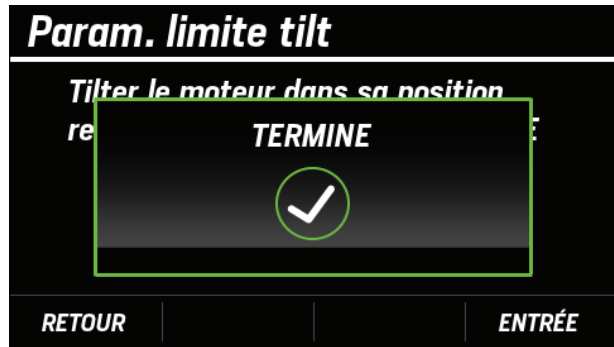 Param. limite tilt
Tilter le moteur dans sa position
TERMINE
RETOUR ENTRÉE